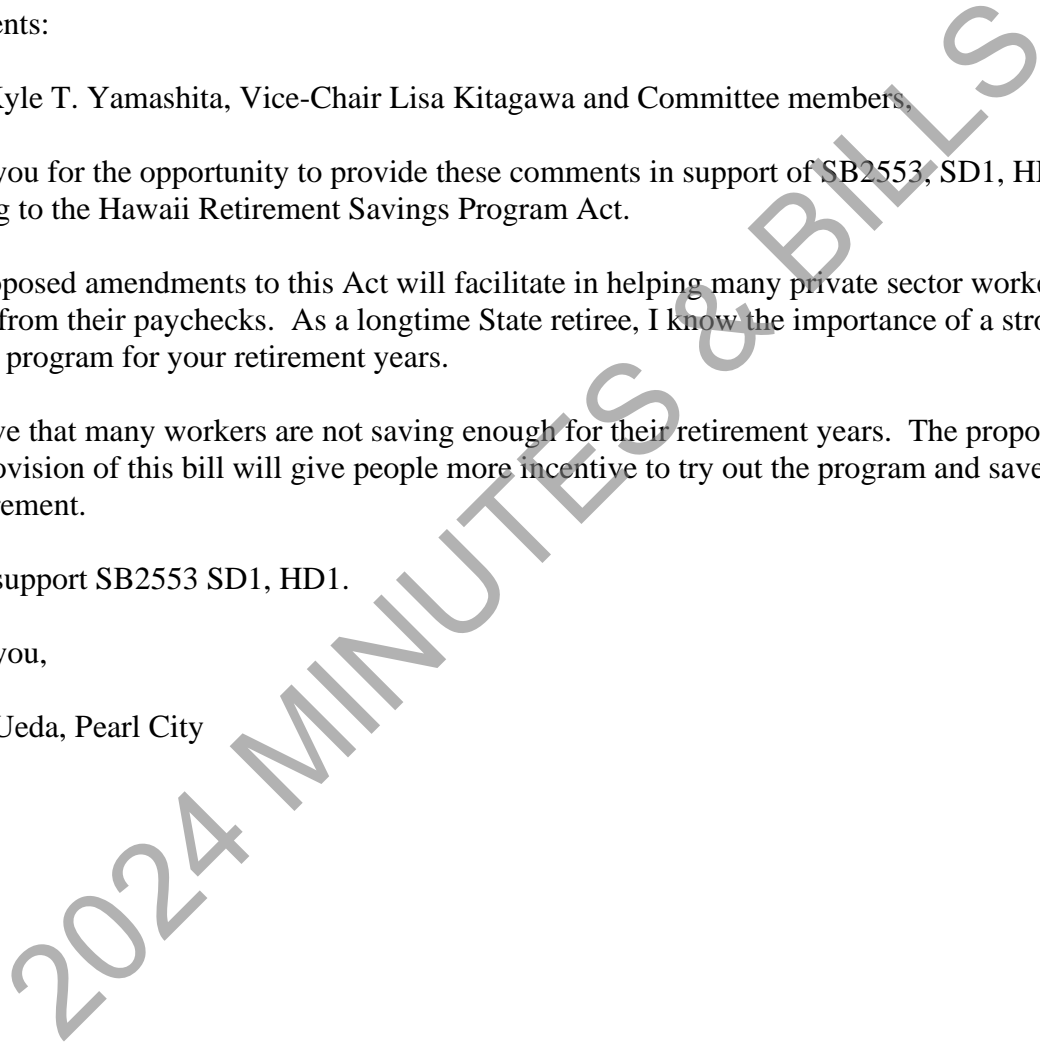 ents:
Kyle T. Yamashita, Vice-Chair Lisa Kitagawa and Committee members,
you for the opportunity to provide these comments in support of SB2553, SD1, HD
g to the Hawaii Retirement Savings Program Act.
posed amendments to this Act will facilitate in helping many private sector worke
from their paychecks.  As a longtime State retiree, I know the importance of a stro
program for your retirement years.
ve that many workers are not saving enough for their retirement years.  The propo
ovision of this bill will give people more incentive to try out the program and save
rement.
support SB2553 SD1, HD1.
you,
Ueda, Pearl City
2024 MINUTES & BILLS